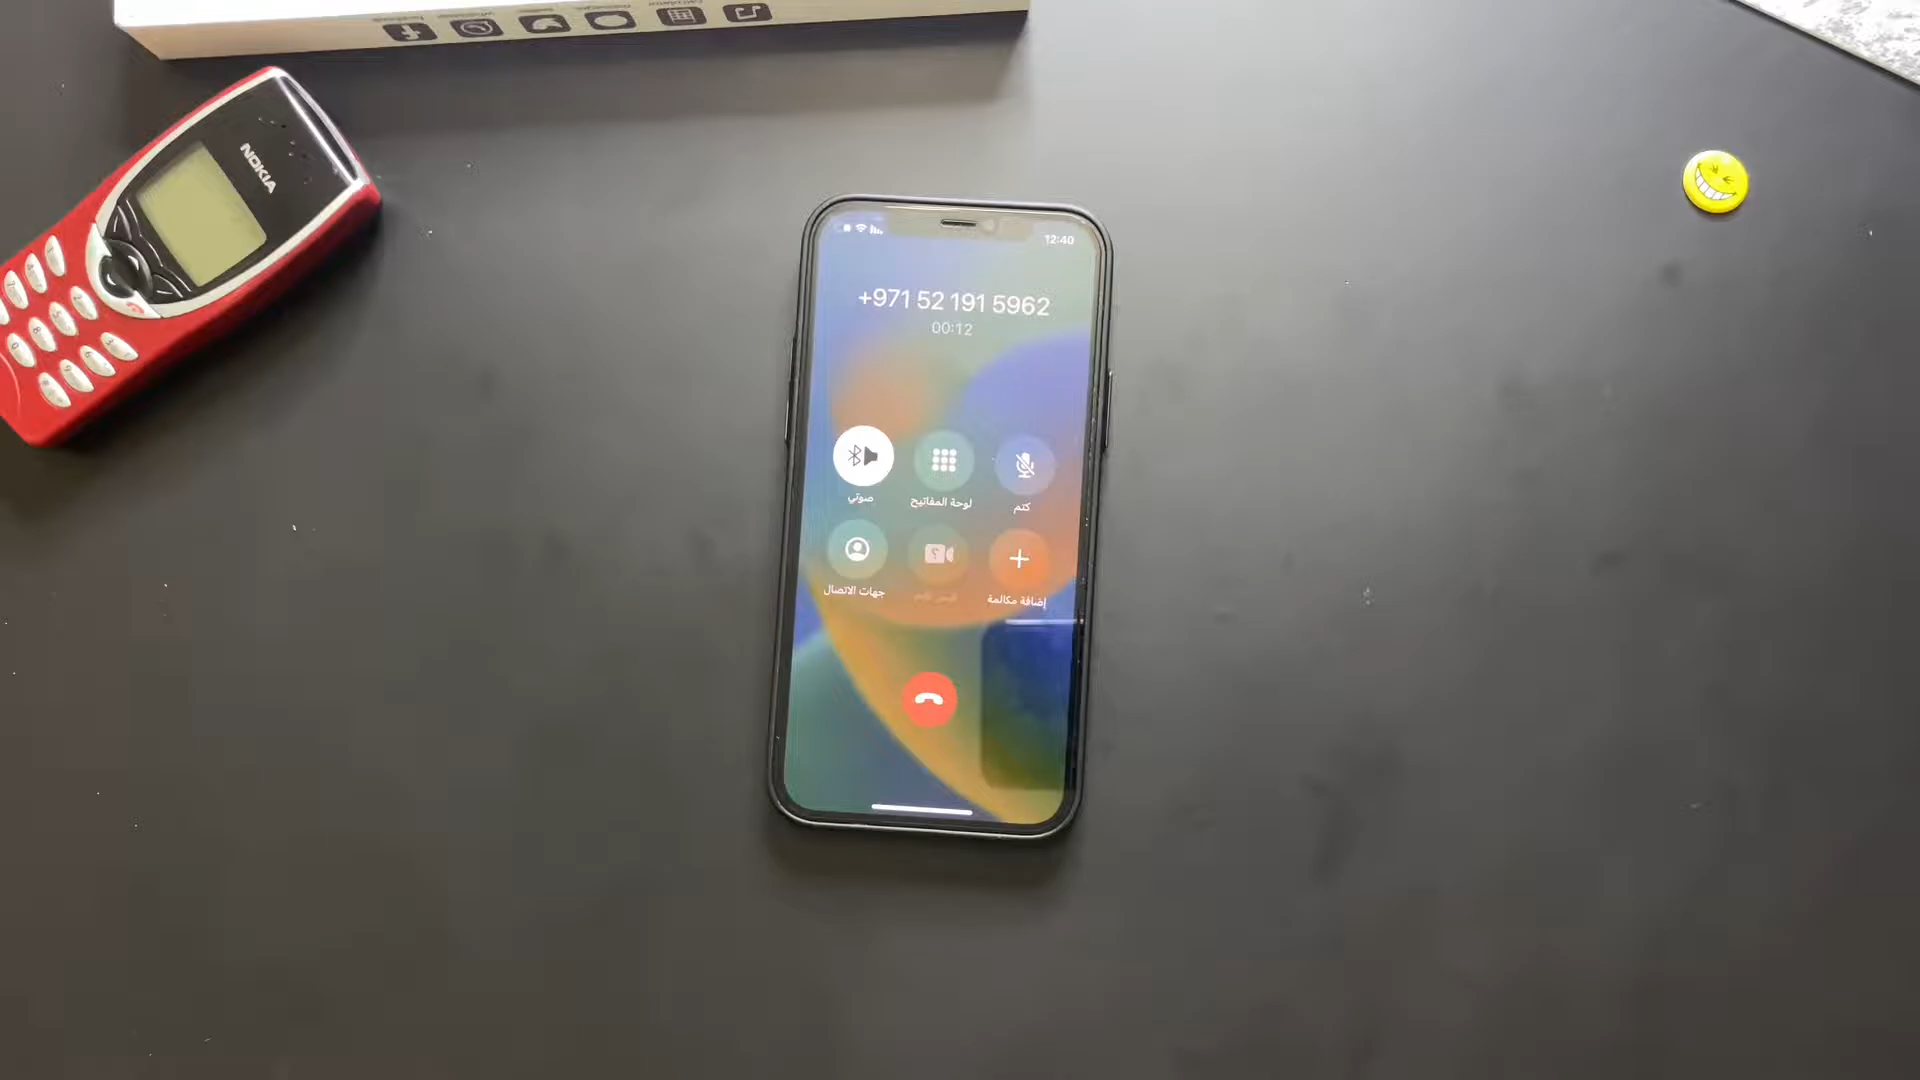 NOKIA
12:40
+971 52 191 5962
00:12
صوتي
لوحة المفاتيح
كتم
جهات الاتصال
إضافة مكالمة